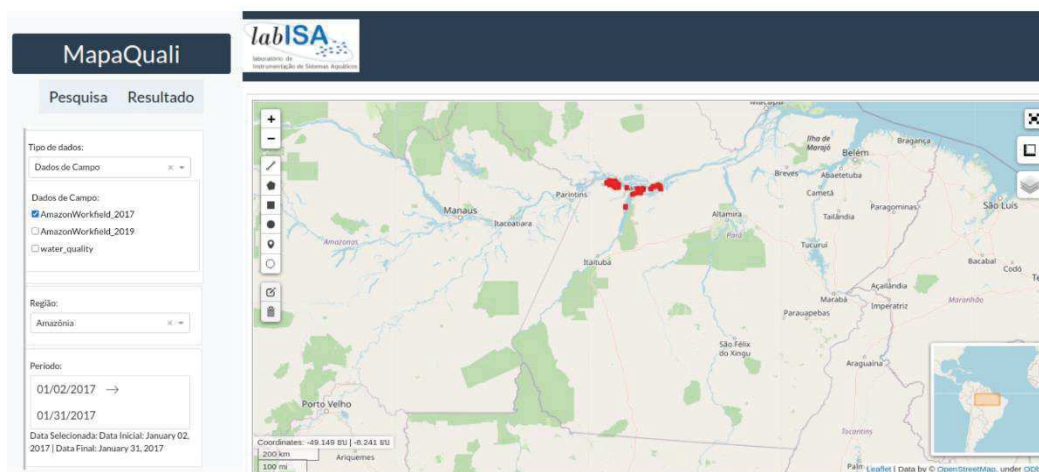 MapaQuali
Pesquisa Resultado
Tipo de dados:
Dados de Campo
Dados de Campo:
AmazonWorkfield_2017
AmazonWorkfield_2019
water_quality
Região:
Amazônia
Período:
01/02/2017 →
01/31/2017
Data Selecionada: Data Inicial: January 02,
2017 | Data Final: January 31, 2017
labISA
laboratório de
Instrumentação de Sistemas Aquáticos
+
−
Macapá
Ilha de
Marajó
Belém
Bragança
Breves
Abaetetuba
Cametá
Paragominas
São Luís
Parintins
Manaus
Itacoatiara
Altamira
Tailândia
Amazonas
Pará
Tucuruí
Itaituba
Bacabal
Codó
Te
Açailândia
Marabá
Imperatriz
Maranhão
Parauapebas
São Félix
do Xingu
Araguaína
Porto Velho
Coordinates: -49.149 | -6.241
200 km
100 mi
Ariquemes
Tocantins
Palm
Leaflet | Data by © OpenStreetMap, under ODb